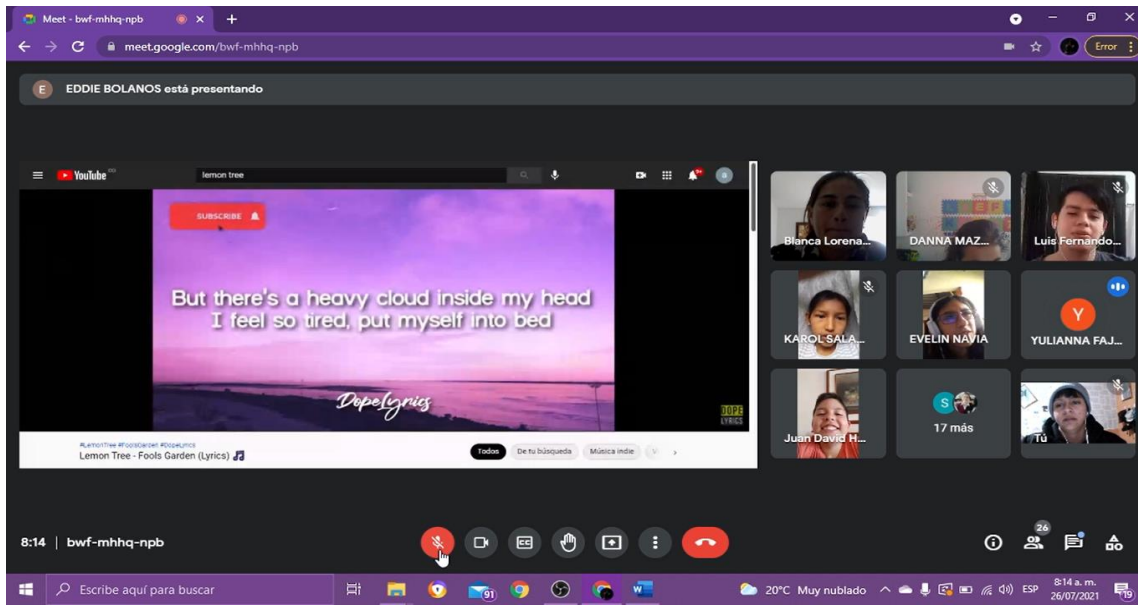 Meet - bwf-mhhq-npb
meet.google.com/bwf-mhhq-npb
Error
E EDDIE BOLANOS está presentando
YouTube CO
lemon tree
9+
SUBSCRIBE
But there's a heavy cloud inside my head
I feel so tired, put myself into bed
DopeLyrics
DOPE
LYRICS
#LemonTree #FoolsGarden #DopeLyrics
Lemon Tree - Fools Garden (Lyrics)
Todos De tu búsqueda Música indie
Blanca Lorena...
DANNA MAZ...
Luis Fernando...
KAROL SALA...
EVELIN NAVIA
Y
YULIANNA FAJ...
Juan David H...
S
17 más
Tú
8:14 | bwf-mhhq-npb
CC
26
Escribe aquí para buscar
91
W
20°C Muy nublado
ESP
8:14 a. m.
26/07/2021
19